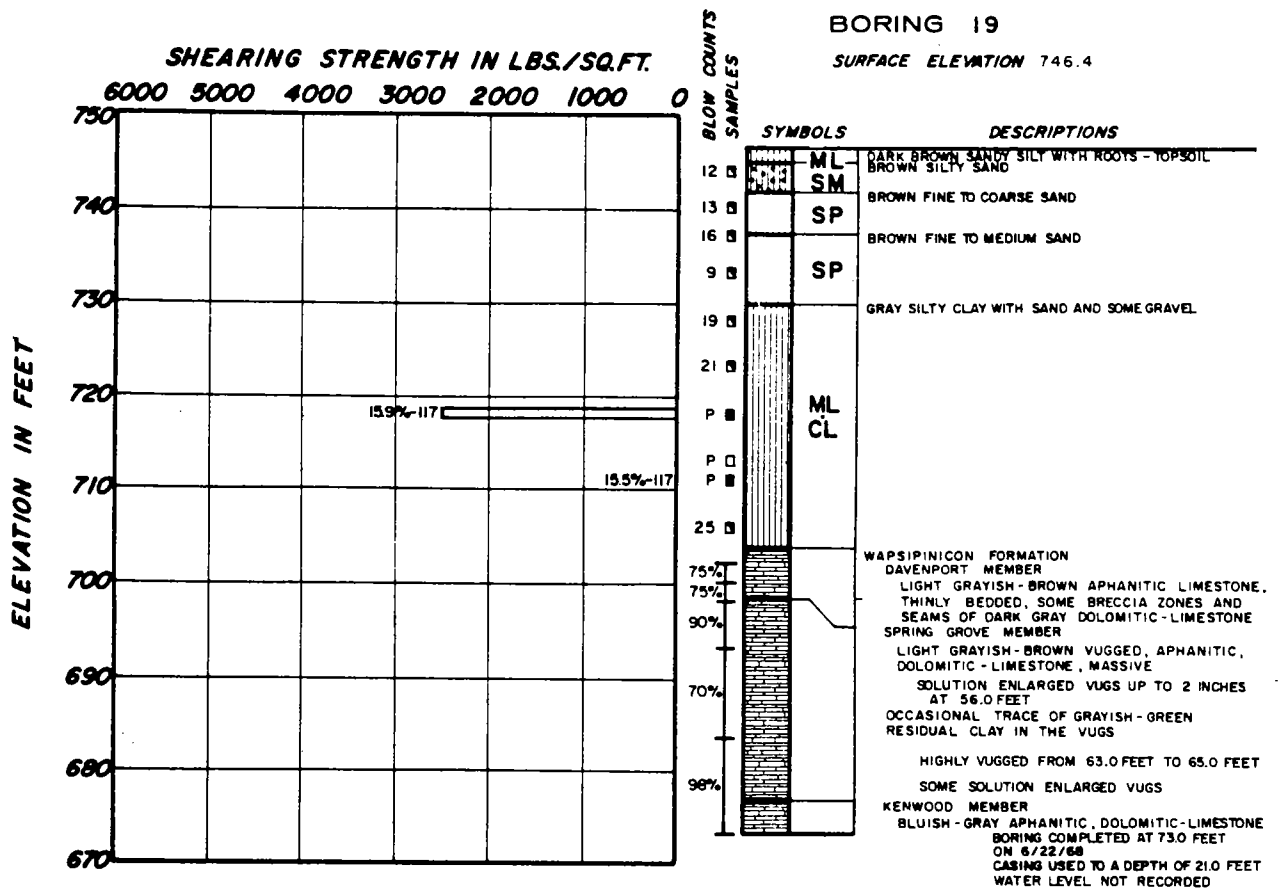 BORING 19
SURFACE ELEVATION 746.4
SHEARING STRENGTH IN LBS./SQ.FT.
6000 5000 4000 3000 2000 1000 0
BLOW COUNTS
SAMPLES
SYMBOLS
DESCRIPTIONS
ELEVATION IN FEET
750
740
730
720
710
700
690
680
670
15.9%-117
15.5%-117
12
13
16
9
19
21
P
P
P
25
75%
75%
90%
70%
98%
ML
SM
SP
SP
ML
CL
DARK BROWN SANDY SILT WITH ROOTS - TOPSOIL
BROWN SILTY SAND
BROWN FINE TO COARSE SAND
BROWN FINE TO MEDIUM SAND
GRAY SILTY CLAY WITH SAND AND SOME GRAVEL
WAPSIPINICON FORMATION
DAVENPORT MEMBER
LIGHT GRAYISH-BROWN APHANITIC LIMESTONE,
THINLY BEDDED, SOME BRECCIA ZONES AND
SEAMS OF DARK GRAY DOLOMITIC-LIMESTONE
SPRING GROVE MEMBER
LIGHT GRAYISH-BROWN VUGGED, APHANITIC,
DOLOMITIC-LIMESTONE, MASSIVE
SOLUTION ENLARGED VUGS UP TO 2 INCHES
AT 56.0 FEET
OCCASIONAL TRACE OF GRAYISH-GREEN
RESIDUAL CLAY IN THE VUGS
HIGHLY VUGGED FROM 63.0 FEET TO 65.0 FEET
SOME SOLUTION ENLARGED VUGS
KENWOOD MEMBER
BLUISH-GRAY APHANITIC, DOLOMITIC-LIMESTONE
BORING COMPLETED AT 73.0 FEET
ON 6/22/68
CASING USED TO A DEPTH OF 21.0 FEET
WATER LEVEL NOT RECORDED